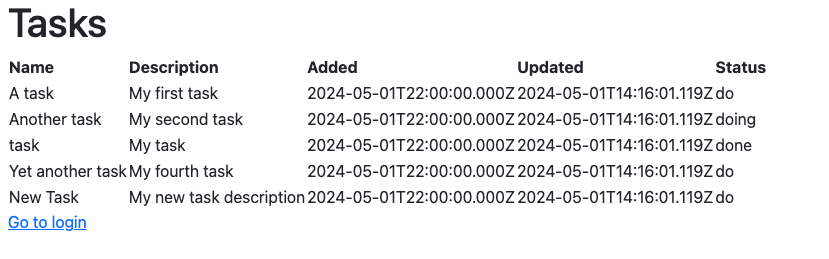 Tasks
Name Description Added Updated Status
A task My first task 2024-05-01T22:00:00.000Z 2024-05-01T14:16:01.119Z do
Another task My second task 2024-05-01T22:00:00.000Z 2024-05-01T14:16:01.119Z doing
task My task 2024-05-01T22:00:00.000Z 2024-05-01T14:16:01.119Z done
Yet another task My fourth task 2024-05-01T22:00:00.000Z 2024-05-01T14:16:01.119Z do
New Task My new task description 2024-05-01T22:00:00.000Z 2024-05-01T14:16:01.119Z do
Go to login